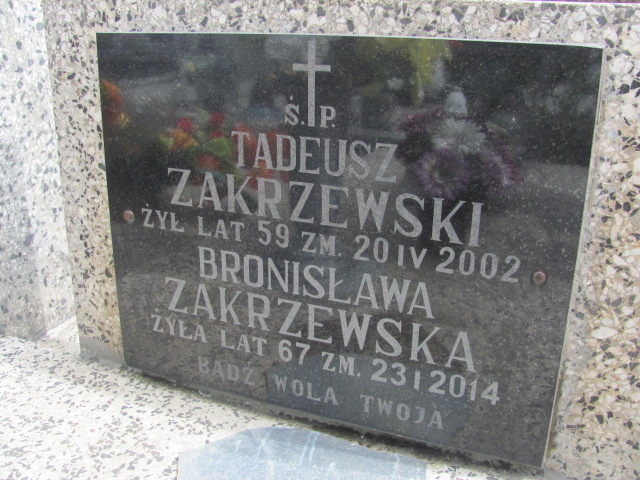 Ś. P.
TADEUSZ
ZAKRZEWSKI
ŻYŁ LAT 59 ZM. 20 IV 2002
BRONISŁAWA
ZAKRZEWSKA
ŻYŁA LAT 67 ZM. 23 I 2014
BĄDŹ WOLA TWOJA